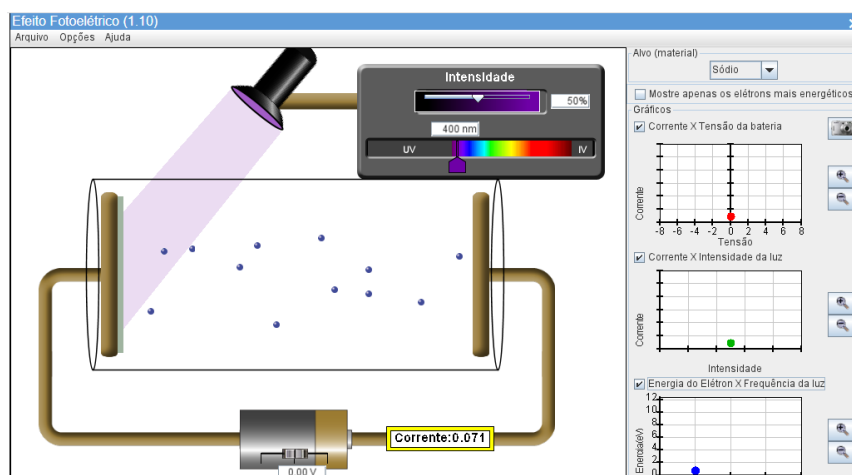 Efeito Fotoelétrico (1.10)
Arquivo Opções Ajuda
Intensidade
50%
400 nm
UV
IV
Corrente:0.071
0.00 V
Alvo (material)
Sódio
Mostre apenas os elétrons mais energéticos
Gráficos
Corrente X Tensão da bateria
Corrente
-8 -6 -4 -2 0 2 4 6 8
Tensão
Corrente X Intensidade da luz
Corrente
Intensidade
Energia do Elétron X Frequência da luz
Energia(eV)
12
10
8
6
4
2
0